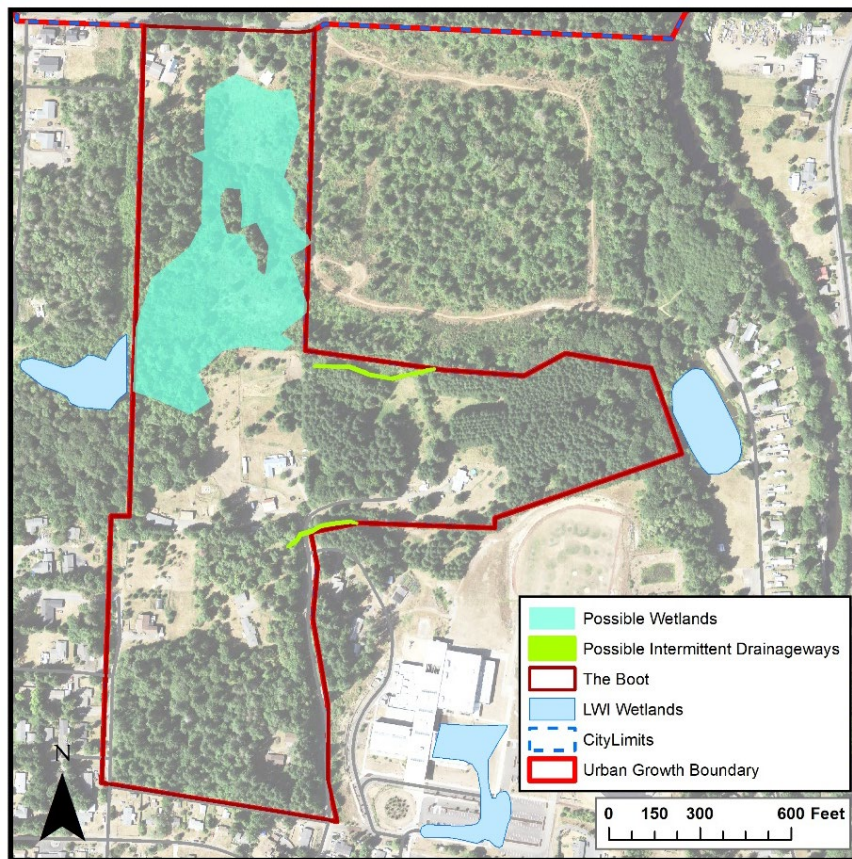 Possible Wetlands
Possible Intermittent Drainageways
The Boot
LWI Wetlands
CityLimits
Urban Growth Boundary
N
0 150 300 600 Feet